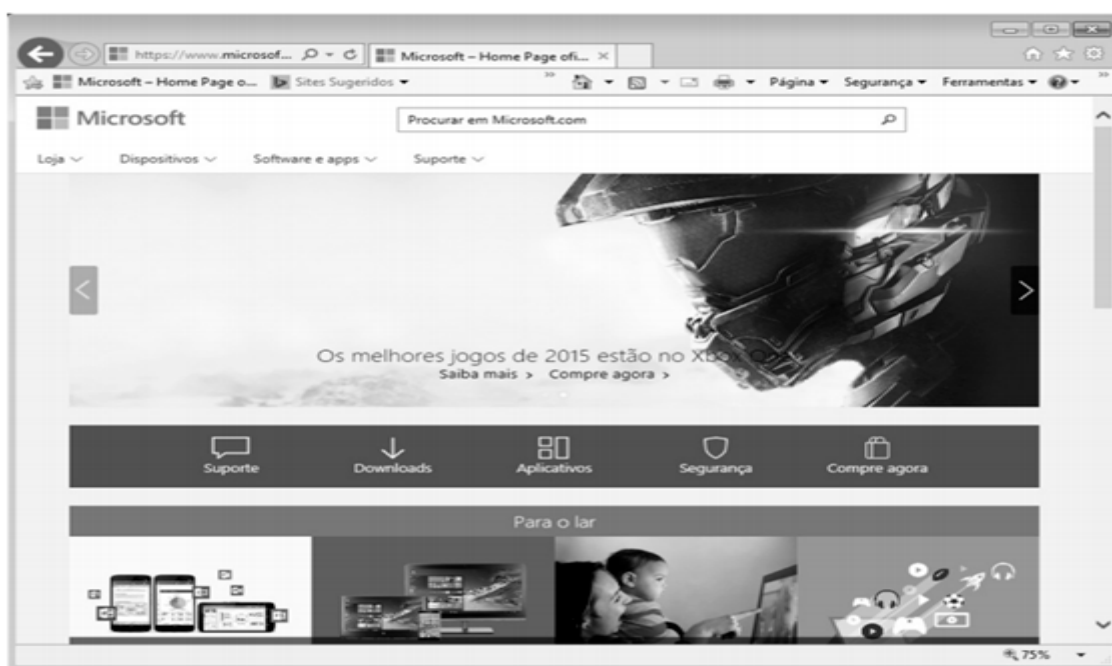 https://www.microsof... Microsoft – Home Page ofi...
Microsoft – Home Page o... Sites Sugeridos Página Segurança Ferramentas
Microsoft Procurar em Microsoft.com
Loja Dispositivos Software e apps Suporte
Os melhores jogos de 2015 estão no Xbox One
Saiba mais > Compre agora >
Suporte Downloads Aplicativos Segurança Compre agora
Para o lar
75%